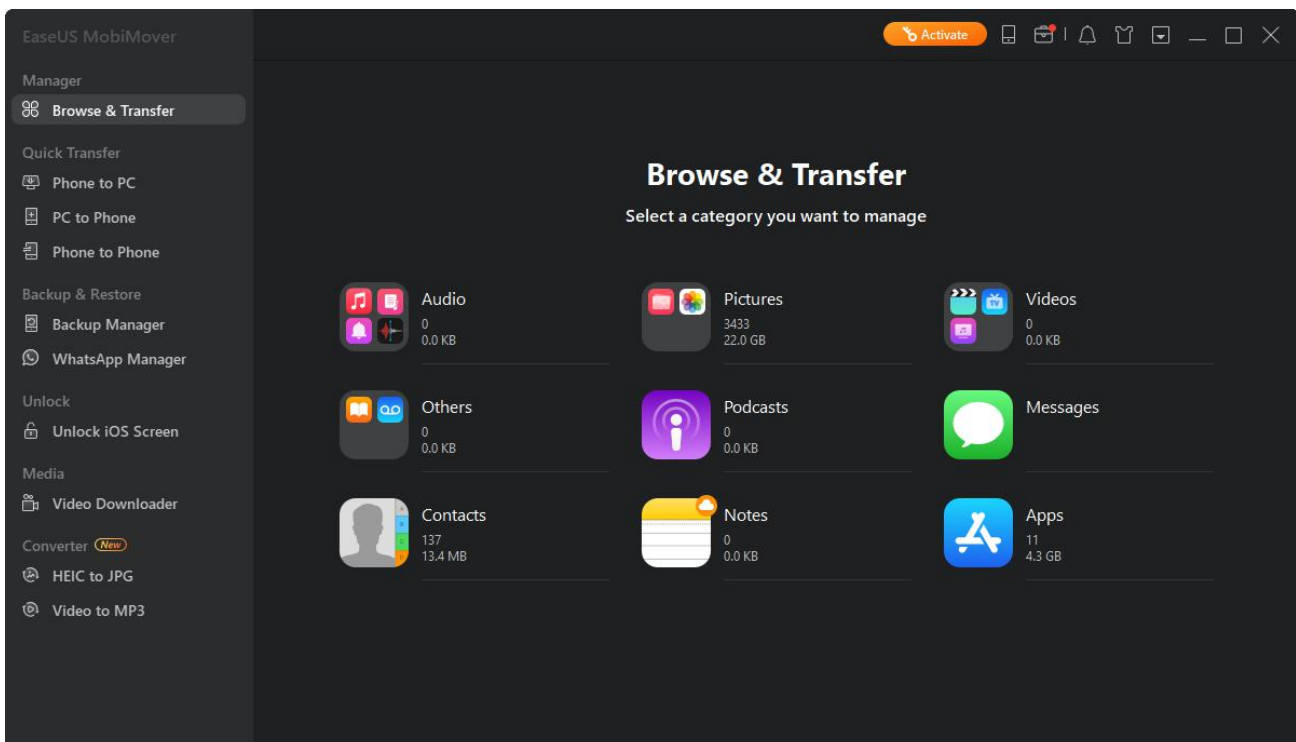 EaseUS MobiMover
Activate
Manager
Browse & Transfer
Quick Transfer
Phone to PC
PC to Phone
Phone to Phone
Backup & Restore
Backup Manager
WhatsApp Manager
Unlock
Unlock iOS Screen
Media
Video Downloader
Converter New
HEIC to JPG
Video to MP3
Browse & Transfer
Select a category you want to manage
Audio
0
0.0 KB
Pictures
3433
22.0 GB
Videos
0
0.0 KB
Others
0
0.0 KB
Podcasts
0
0.0 KB
Messages
Contacts
137
13.4 MB
Notes
0
0.0 KB
Apps
11
4.3 GB